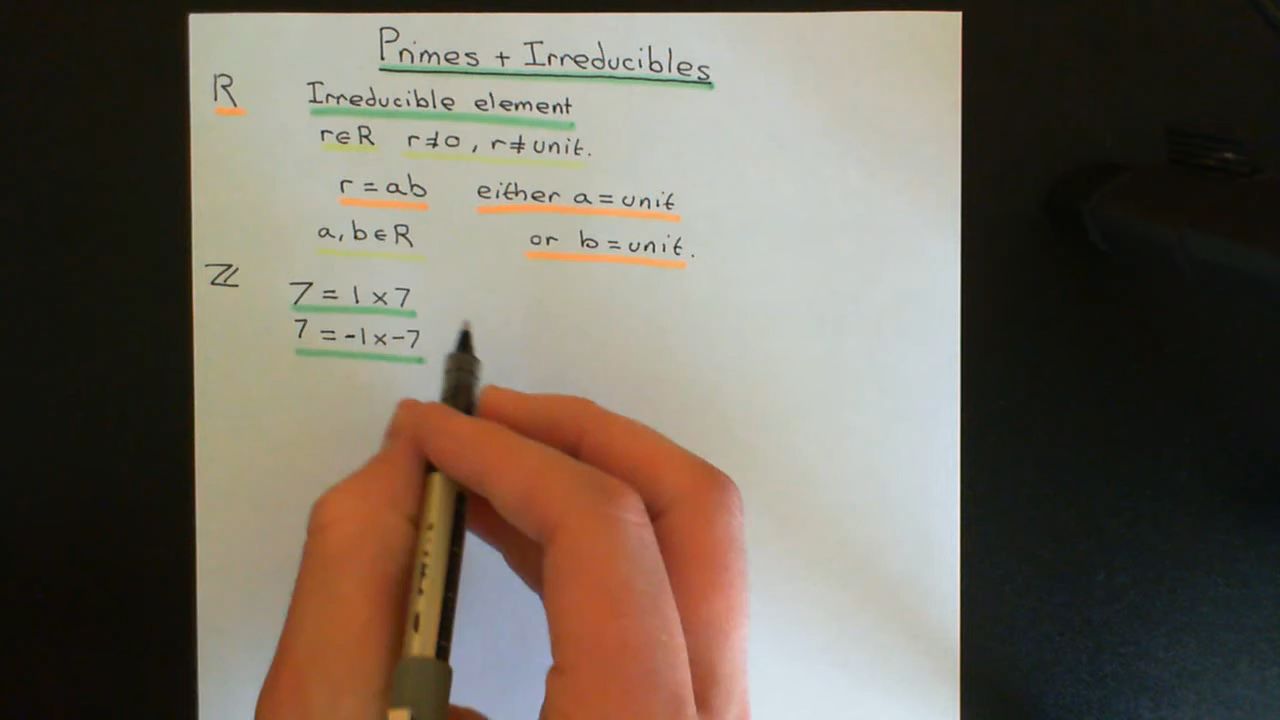 Primes + Irreducibles
R Irreducible element
r∈R r≠0, r≠unit.
r = ab either a = unit
a, b ∈ R or b = unit.
ℤ 7 = 1 × 7
7 = -1 × -7